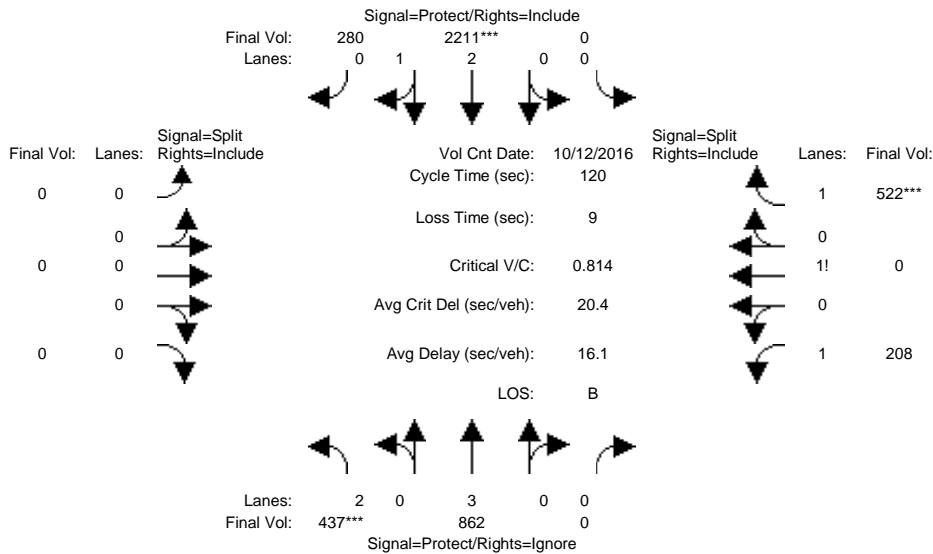 Signal=Protect/Rights=Include
Final Vol: 280 2211*** 0
Lanes: 0 1 2 0 0
Signal=Split
Final Vol: Lanes: Rights=Include
Vol Cnt Date: 10/12/2016
Signal=Split
Rights=Include Lanes: Final Vol:
Cycle Time (sec): 120
0 0
1 522***
Loss Time (sec): 9
0
0
0 0
Critical V/C: 0.814
1! 0
0
Avg Crit Del (sec/veh): 20.4
0
0 0
Avg Delay (sec/veh): 16.1
1 208
LOS: B
Lanes: 2 0 3 0 0
Final Vol: 437*** 862 0
Signal=Protect/Rights=Ignore